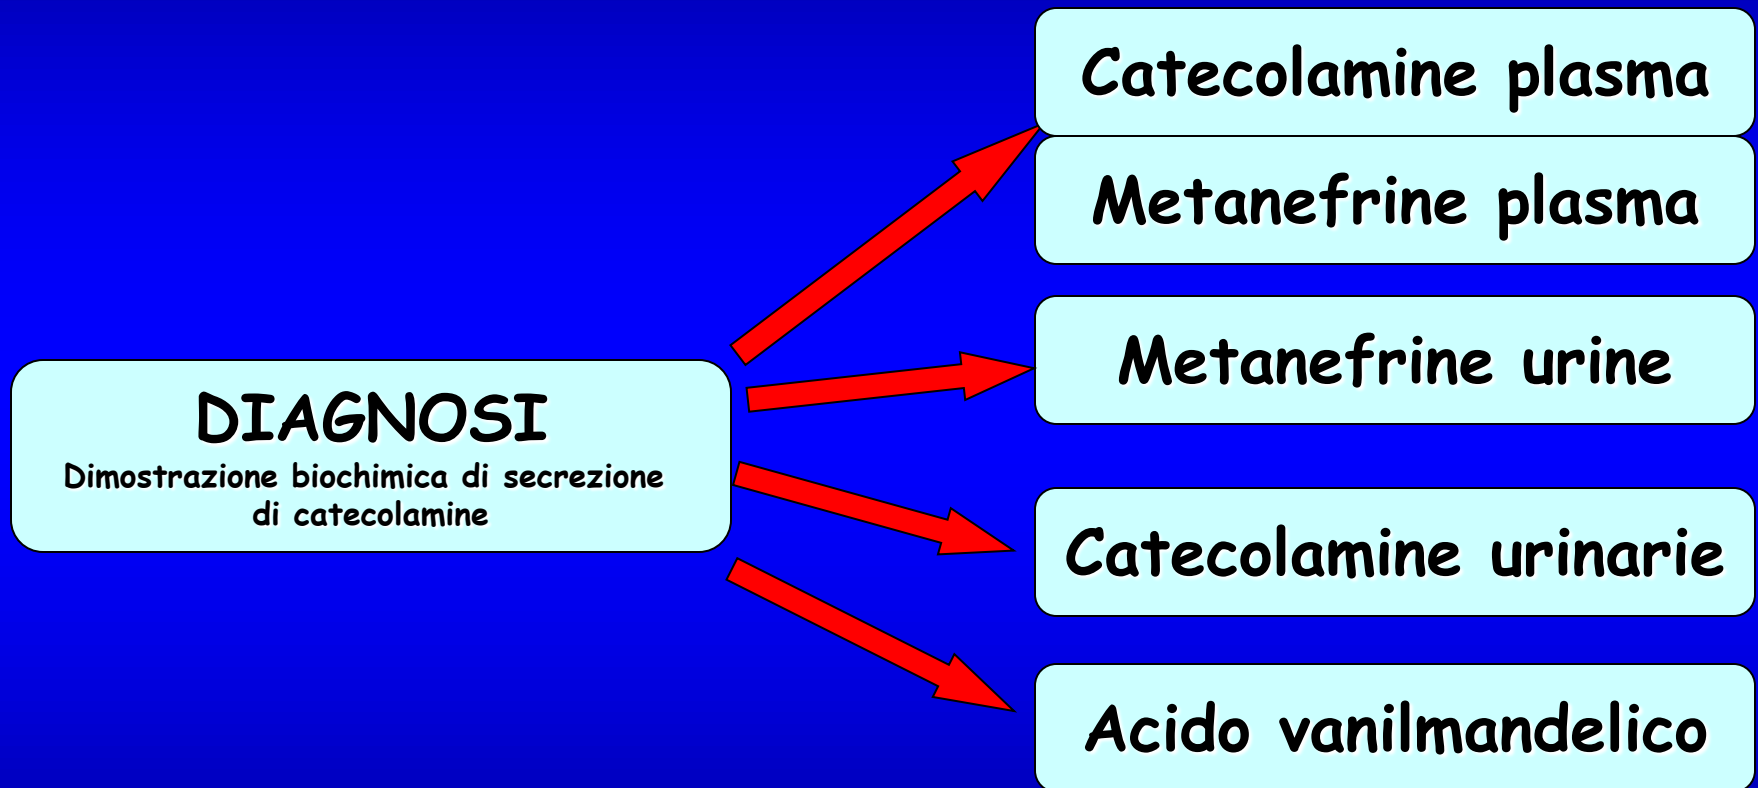 Catecolamine plasma
Metanefrine plasma
Metanefrine urine
DIAGNOSI
Dimostrazione biochimica di secrezione
di catecolamine
Catecolamine urinarie
Acido vanilmandelico